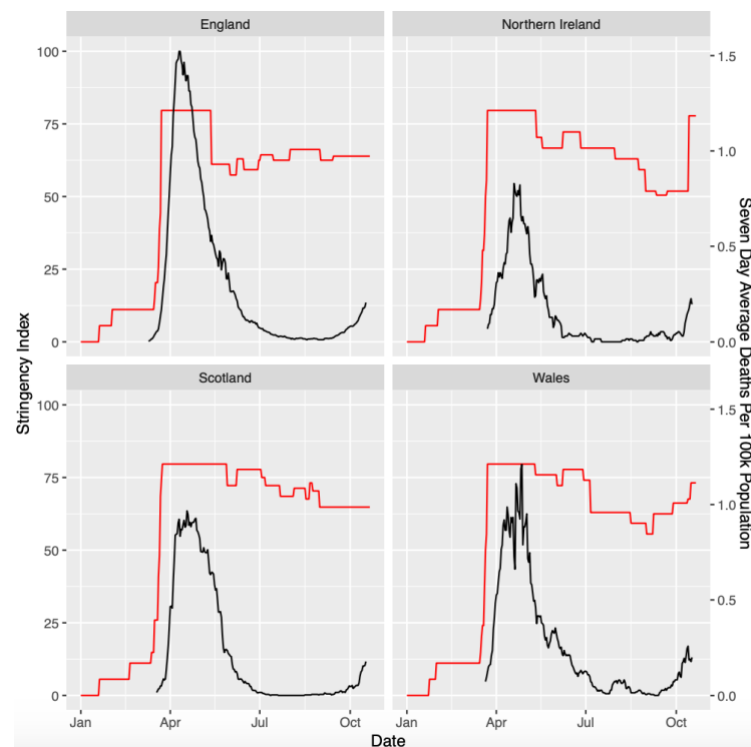 England
Northern Ireland
100
75
50
25
0
1.5
1.0
0.5
0.0
Scotland
Wales
100
75
50
25
0
1.5
1.0
0.5
0.0
Jan
Apr
Jul
Oct
Jan
Apr
Jul
Oct
Date
Stringency Index
Seven Day Average Deaths Per 100k Population